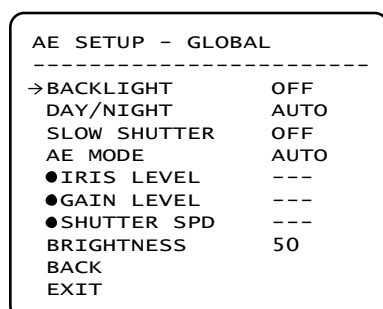 AE SETUP – GLOBAL
------------------------
→BACKLIGHT OFF
DAY/NIGHT AUTO
SLOW SHUTTER OFF
AE MODE AUTO
●IRIS LEVEL ---
●GAIN LEVEL ---
●SHUTTER SPD ---
BRIGHTNESS 50
BACK
EXIT